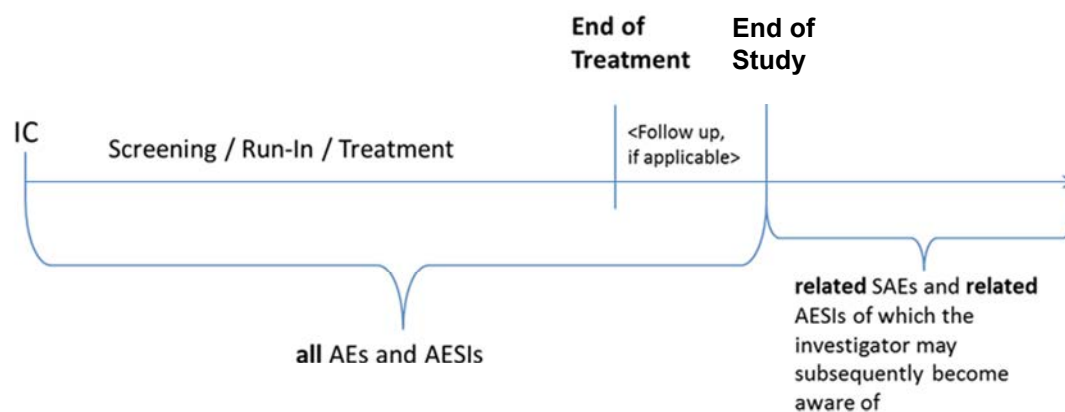 End of
Treatment
End of
Study
IC
Screening / Run-In / Treatment
<Follow up,
if applicable>
all AEs and AESIs
related SAEs and related
AESIs of which the
investigator may
subsequently become
aware of